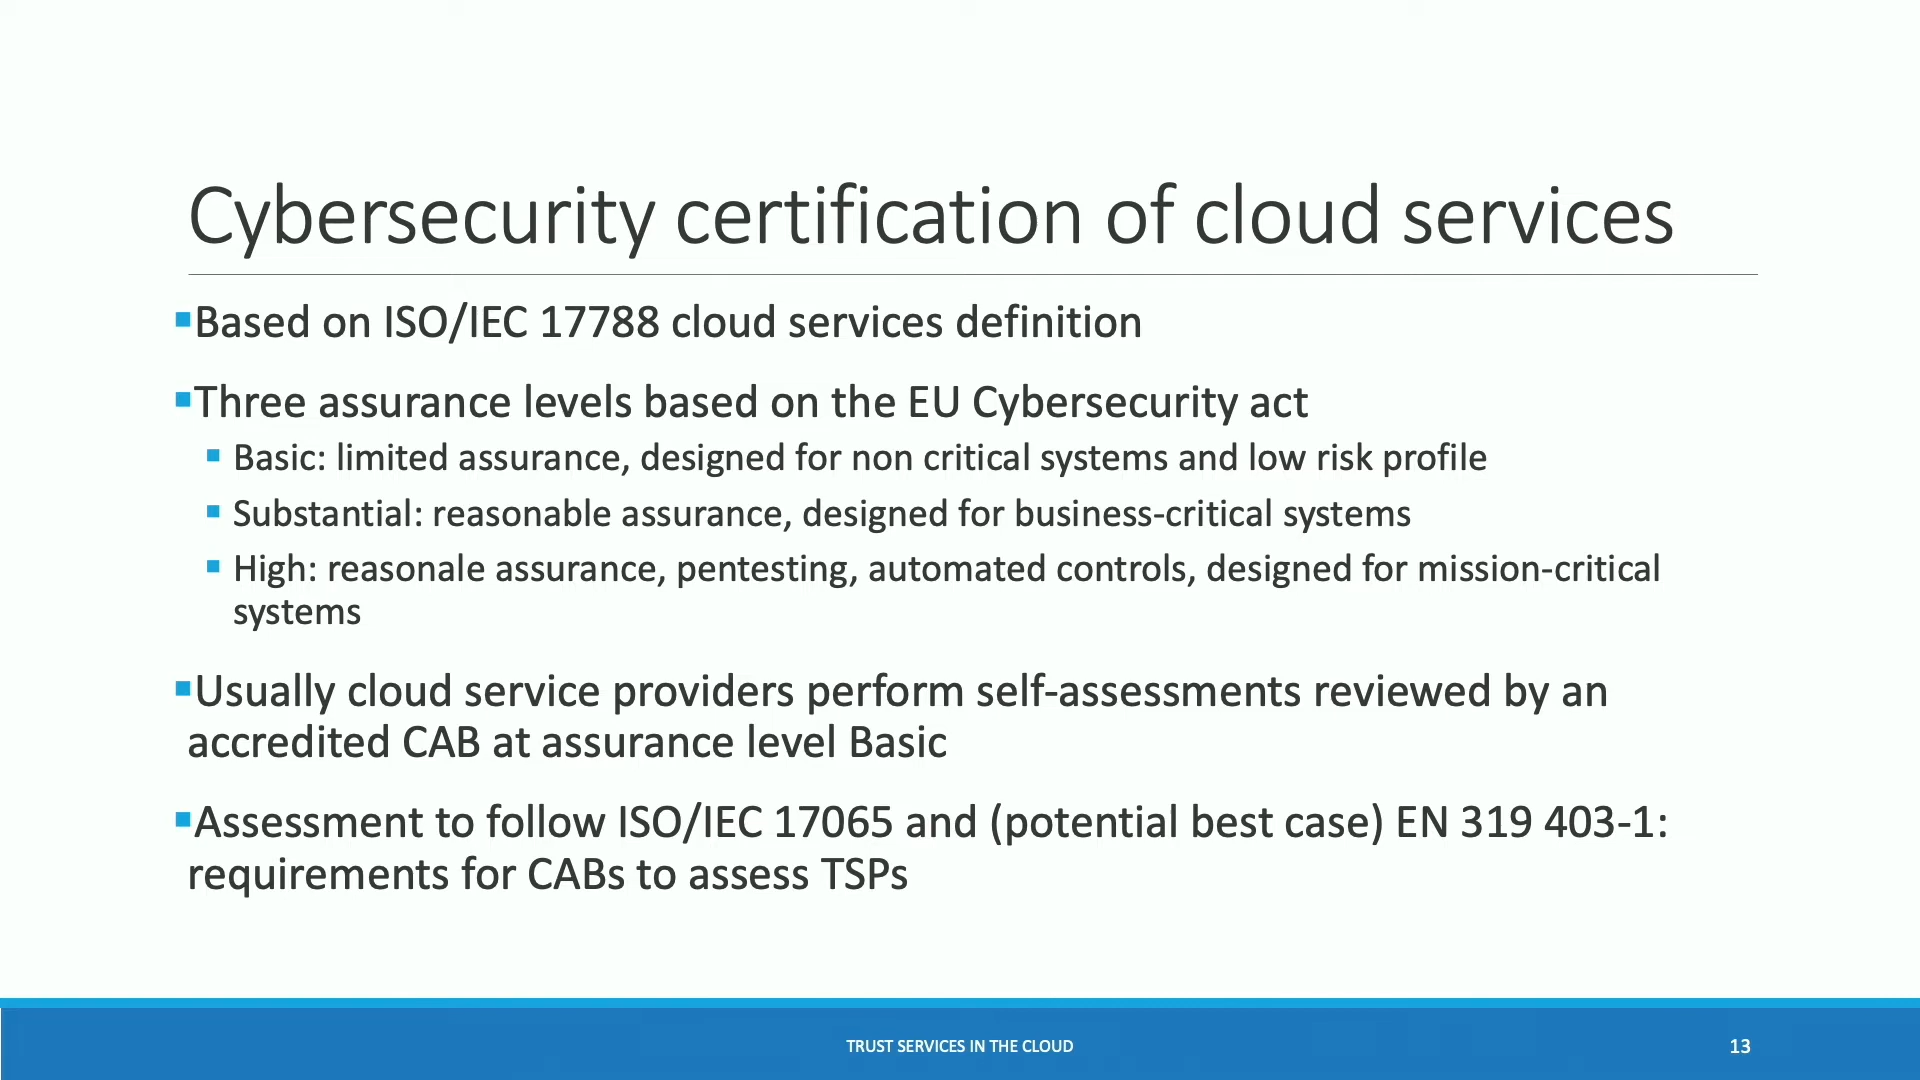 Cybersecurity certification of cloud services
▪Based on ISO/IEC 17788 cloud services definition
▪Three assurance levels based on the EU Cybersecurity act
▪ Basic: limited assurance, designed for non critical systems and low risk profile
▪ Substantial: reasonable assurance, designed for business-critical systems
▪ High: reasonale assurance, pentesting, automated controls, designed for mission-critical
systems
▪Usually cloud service providers perform self-assessments reviewed by an
accredited CAB at assurance level Basic
▪Assessment to follow ISO/IEC 17065 and (potential best case) EN 319 403-1:
requirements for CABs to assess TSPs
TRUST SERVICES IN THE CLOUD
13